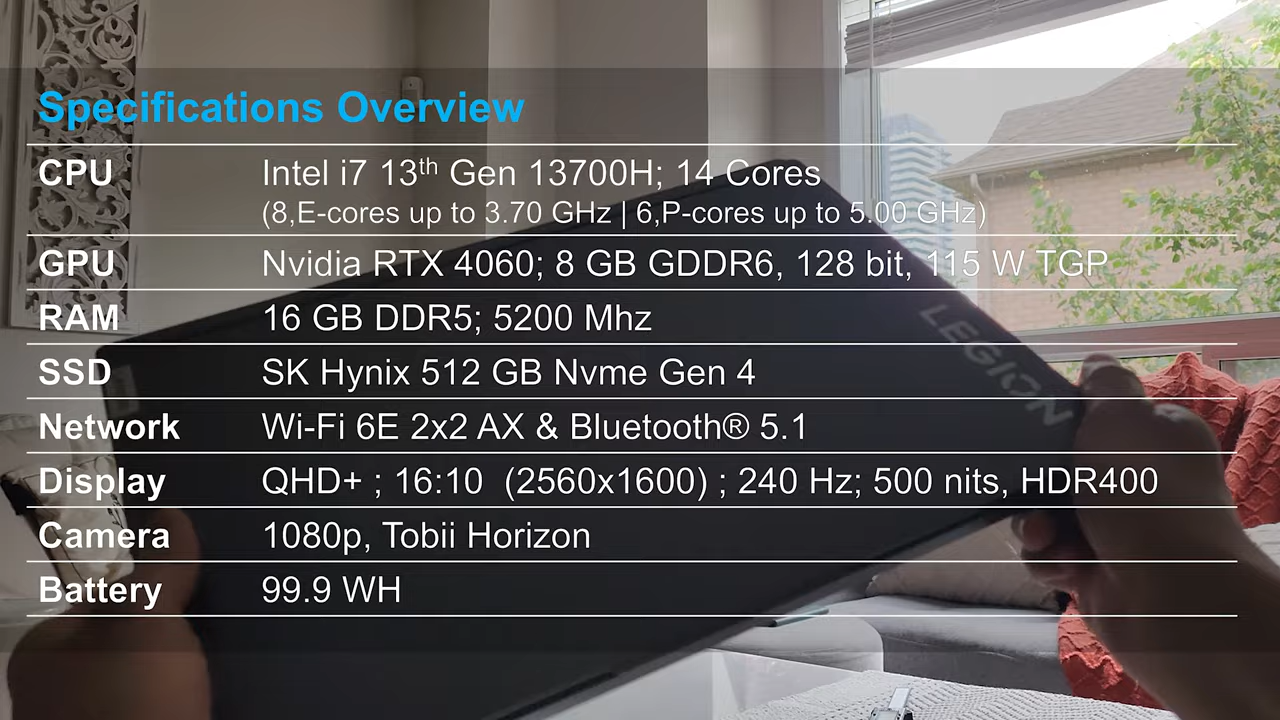 Specifications Overview
CPU Intel i7 13th Gen 13700H; 14 Cores
(8,E-cores up to 3.70 GHz | 6,P-cores up to 5.00 GHz)
GPU Nvidia RTX 4060; 8 GB GDDR6, 128 bit, 115 W TGP
RAM 16 GB DDR5; 5200 Mhz
SSD SK Hynix 512 GB Nvme Gen 4
Network Wi-Fi 6E 2x2 AX & Bluetooth® 5.1
Display QHD+ ; 16:10 (2560x1600) ; 240 Hz; 500 nits, HDR400
Camera 1080p, Tobii Horizon
Battery 99.9 WH
LEGION